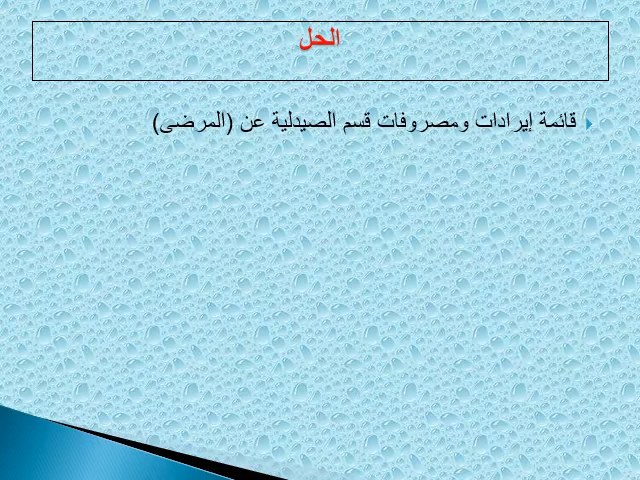 الحل
قائمة إيرادات ومصروفات قسم الصيدلية عن (المرضى)